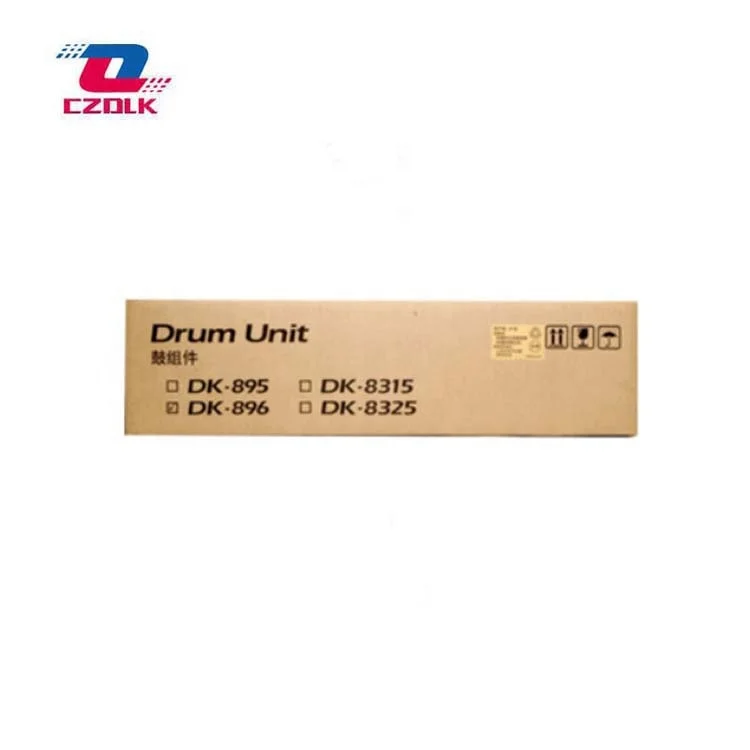 CZDLK
Drum Unit
鼓组件
DK-895 DK-8315
DK-896 DK-8325